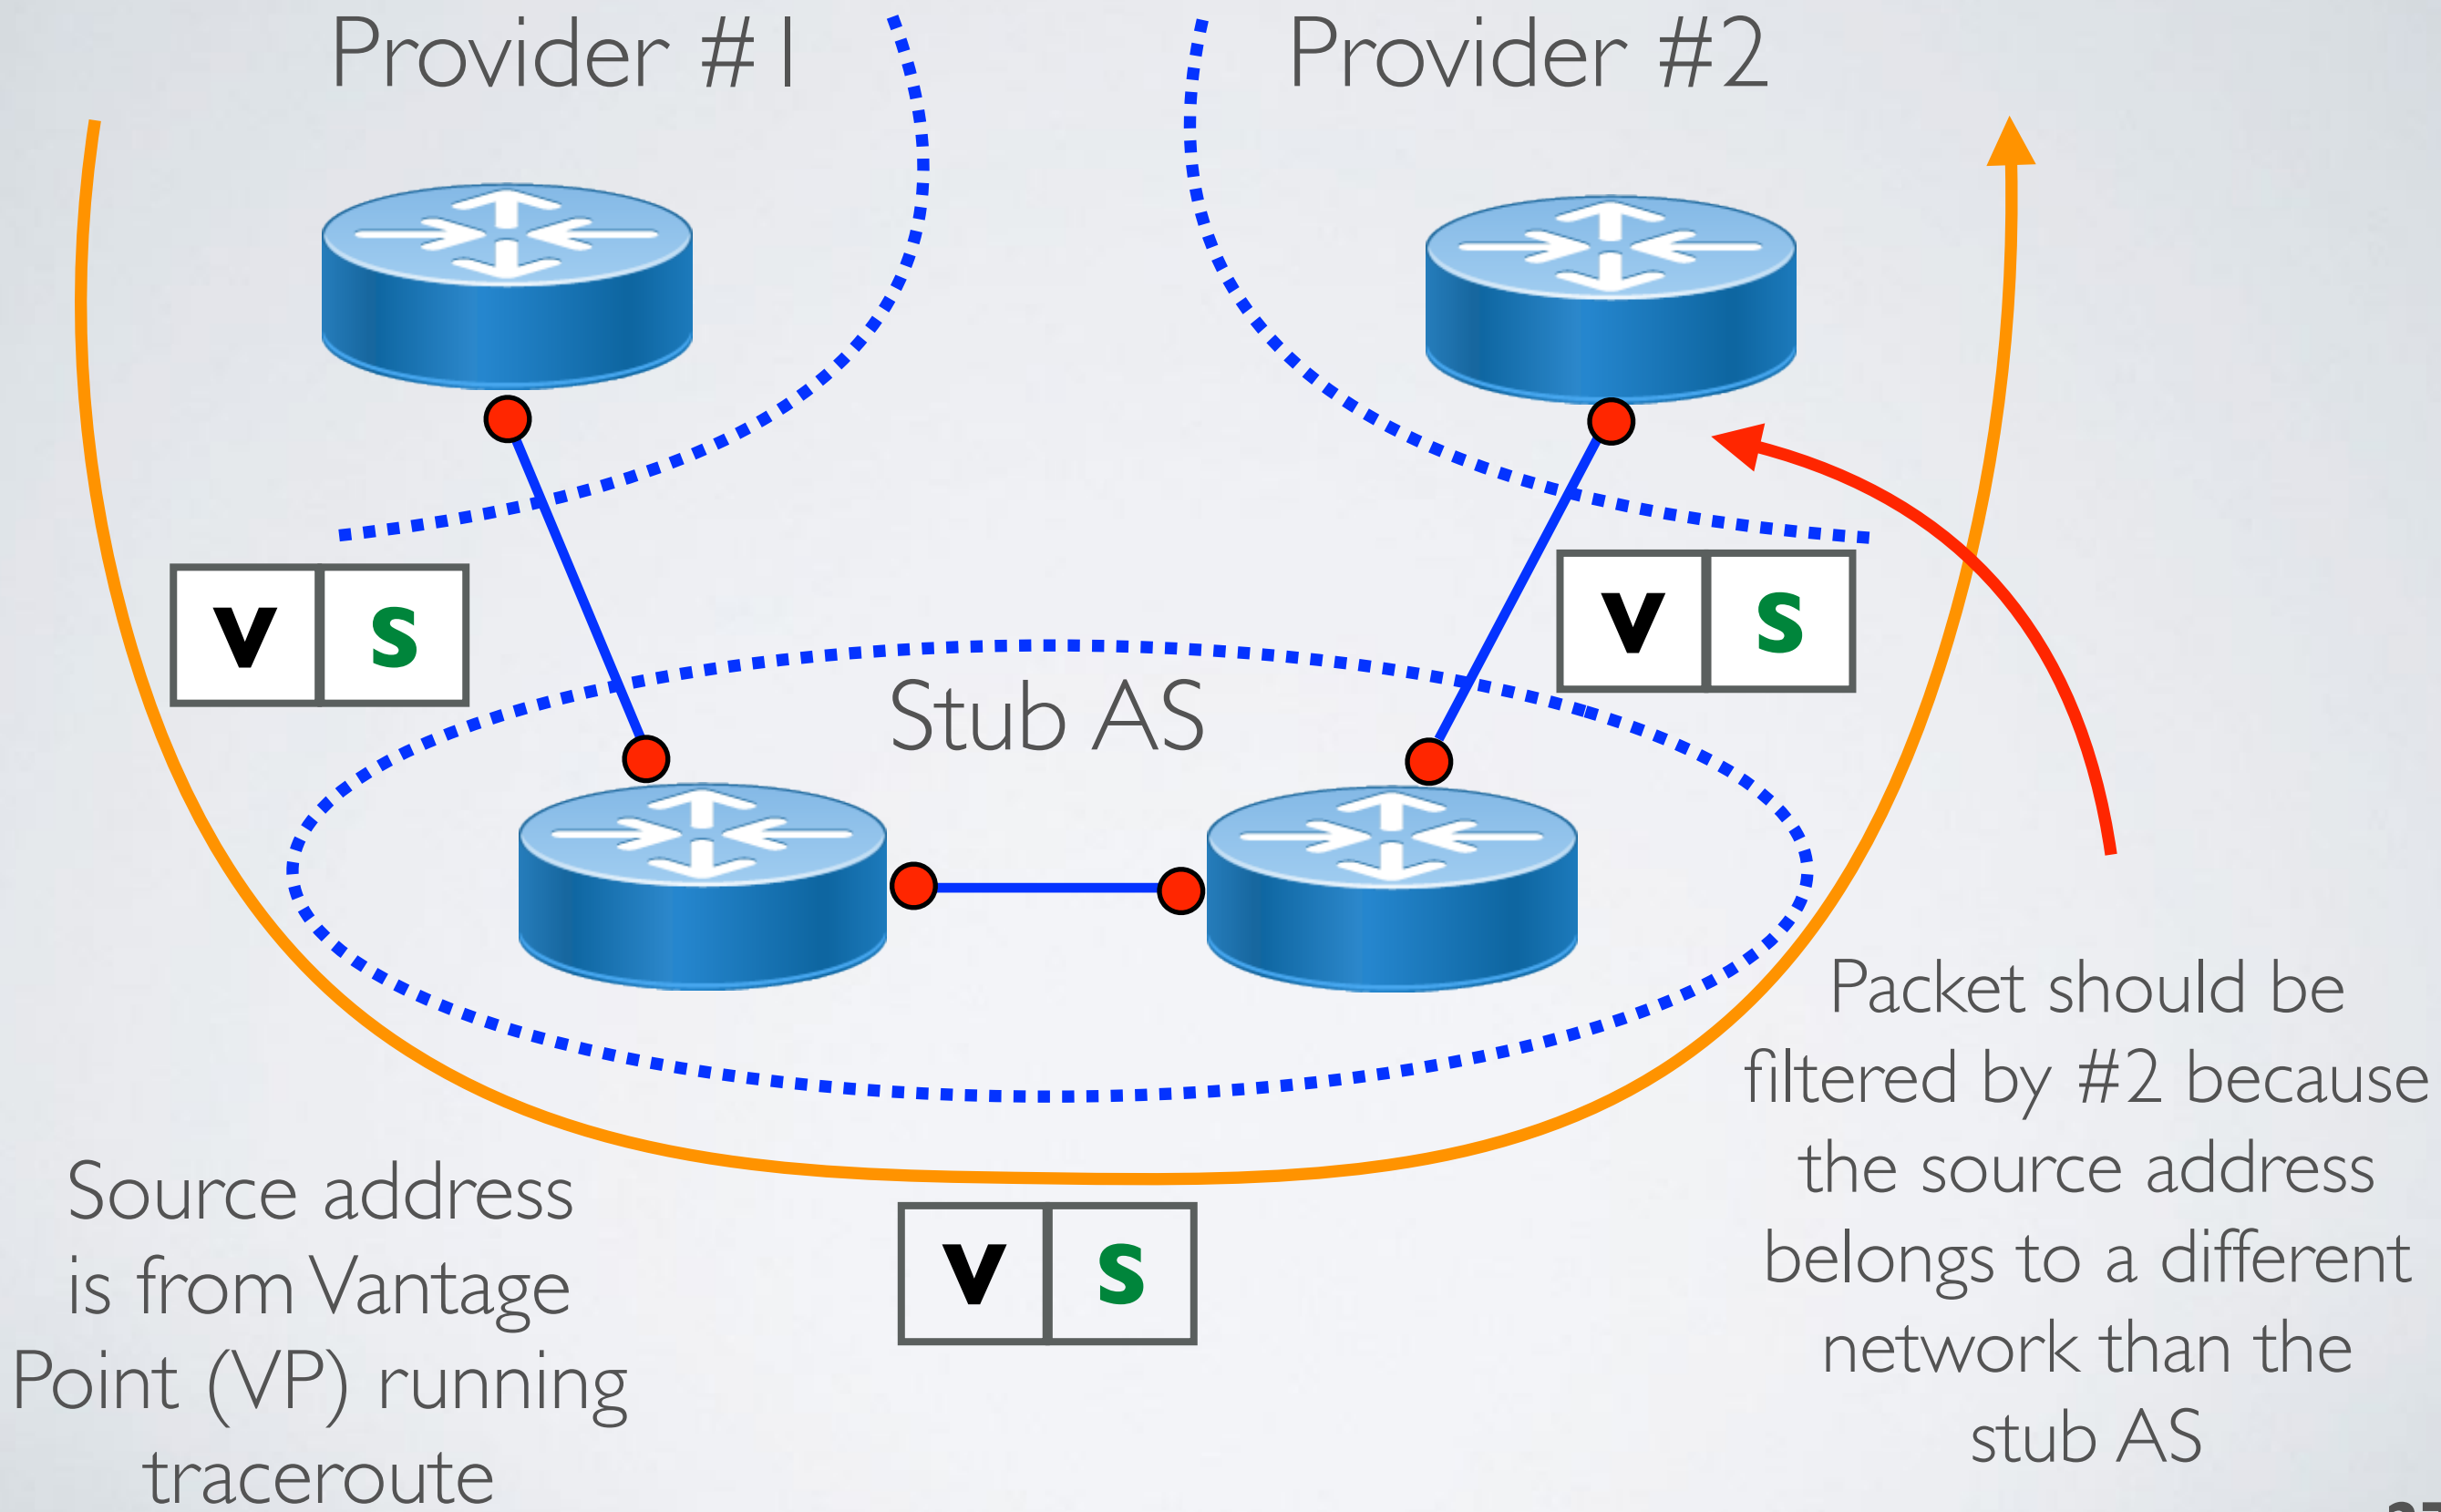 Provider #1
Provider #2
V S
V S
Stub AS
Source address
is from Vantage
Point (VP) running
traceroute
V S
Packet should be
filtered by #2 because
the source address
belongs to a different
network than the
stub AS